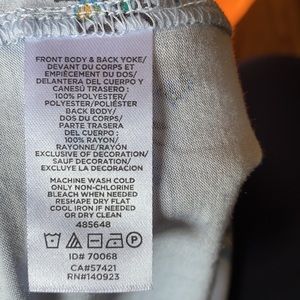 FRONT BODY & BACK YOKE/
DEVANT DU CORPS ET
EMPIÈCEMENT DU DOS/
DELANTERA DEL CUERPO Y
CANESÚ TRASERO :
100% POLYESTER/
POLYESTER/POLIÉSTER
BACK BODY/
DOS DU CORPS/
PARTE TRASERA
DEL CUERPO :
100% RAYON/
RAYONNE/RAYÓN
EXCLUSIVE OF DECORATION/
SAUF DÉCORATION/
EXCLUYE LA DECORACIÓN
MACHINE WASH COLD
ONLY NON-CHLORINE
BLEACH WHEN NEEDED
RESHAPE DRY FLAT
COOL IRON IF NEEDED
OR DRY CLEAN
485648
ID# 70068
CA#57421
RN#140923